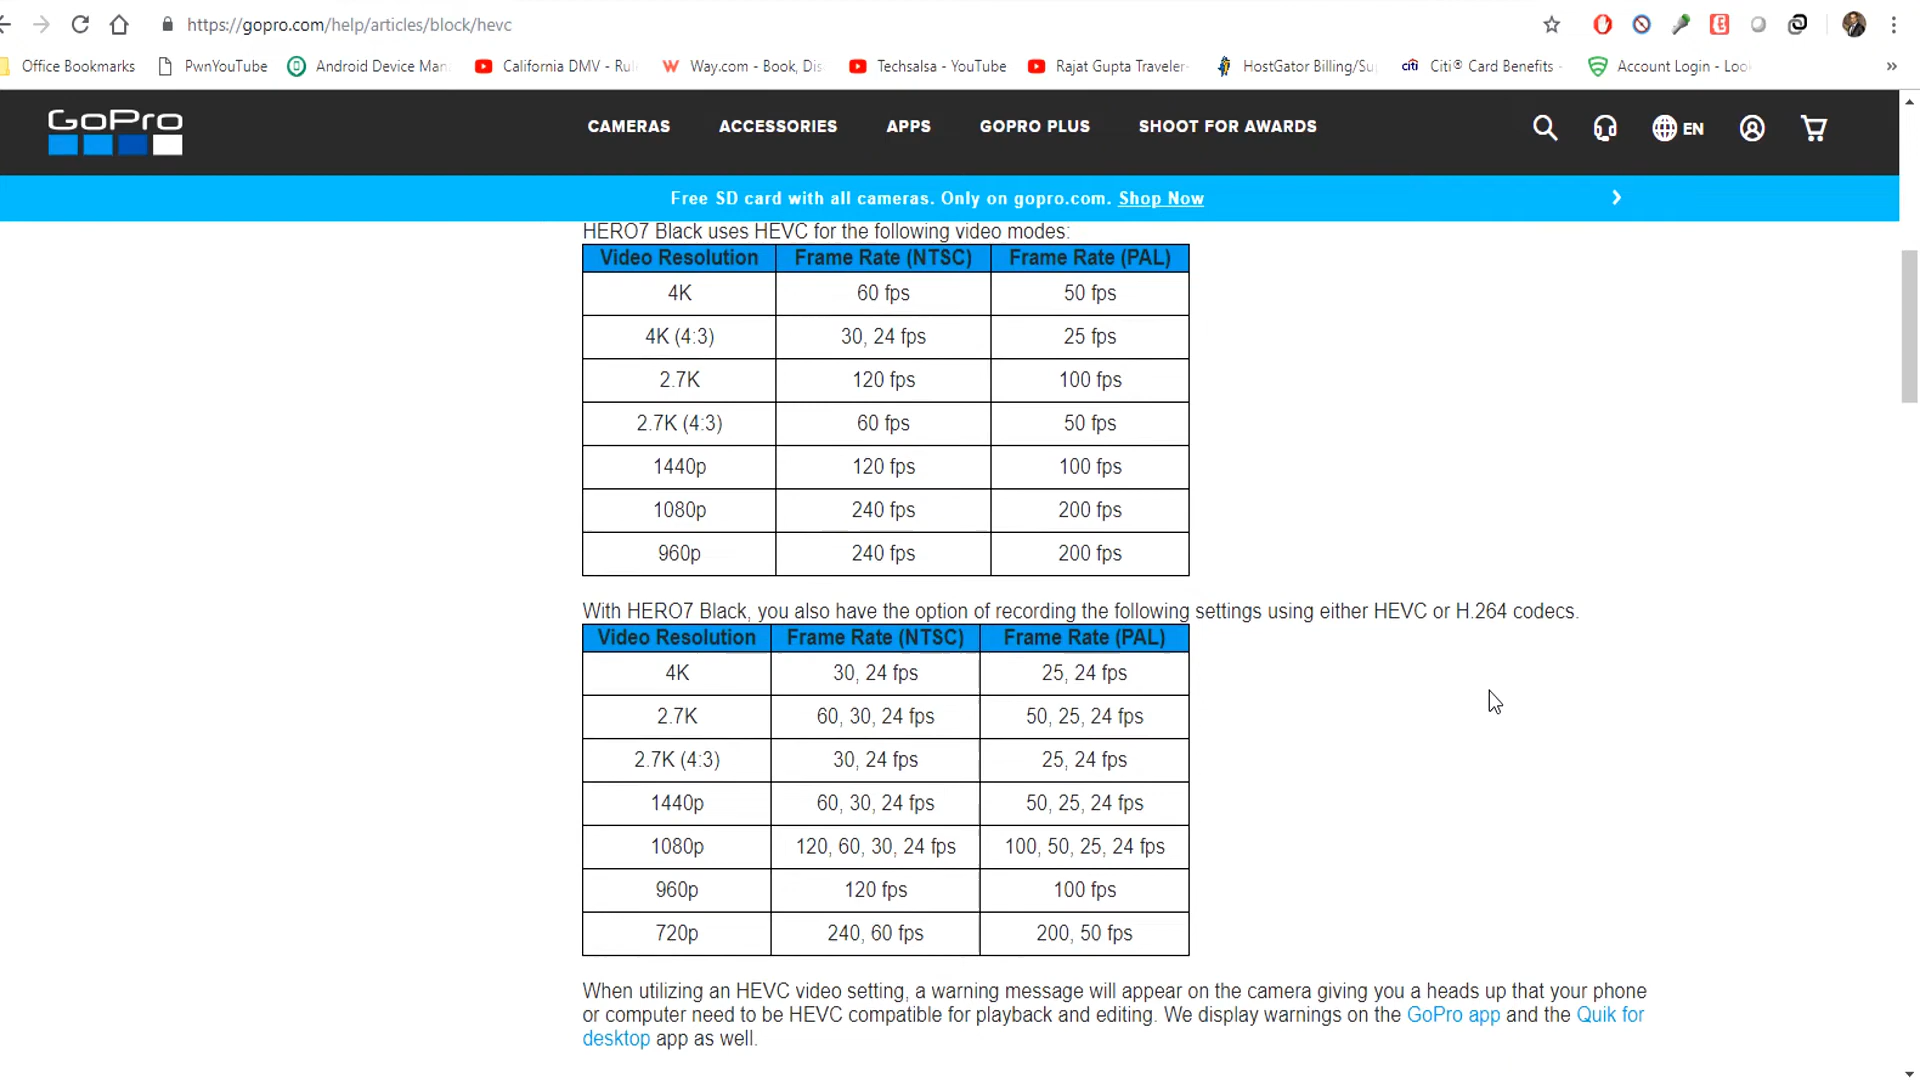 https://gopro.com/help/articles/block/hevc
Office Bookmarks PwnYouTube Android Device Man California DMV - Rul Way.com - Book, Dis Techsalsa - YouTube Rajat Gupta Traveler- HostGator Billing/Su citi Citi® Card Benefits - Account Login - Loo »
GoPro CAMERAS ACCESSORIES APPS GOPRO PLUS SHOOT FOR AWARDS EN
Free SD card with all cameras. Only on gopro.com. Shop Now
HERO7 Black uses HEVC for the following video modes:
Video Resolution Frame Rate (NTSC) Frame Rate (PAL)
4K 60 fps 50 fps
4K (4:3) 30, 24 fps 25 fps
2.7K 120 fps 100 fps
2.7K (4:3) 60 fps 50 fps
1440p 120 fps 100 fps
1080p 240 fps 200 fps
960p 240 fps 200 fps
With HERO7 Black, you also have the option of recording the following settings using either HEVC or H.264 codecs.
Video Resolution Frame Rate (NTSC) Frame Rate (PAL)
4K 30, 24 fps 25, 24 fps
2.7K 60, 30, 24 fps 50, 25, 24 fps
2.7K (4:3) 30, 24 fps 25, 24 fps
1440p 60, 30, 24 fps 50, 25, 24 fps
1080p 120, 60, 30, 24 fps 100, 50, 25, 24 fps
960p 120 fps 100 fps
720p 240, 60 fps 200, 50 fps
When utilizing an HEVC video setting, a warning message will appear on the camera giving you a heads up that your phone
or computer need to be HEVC compatible for playback and editing. We display warnings on the GoPro app and the Quik for
desktop app as well.